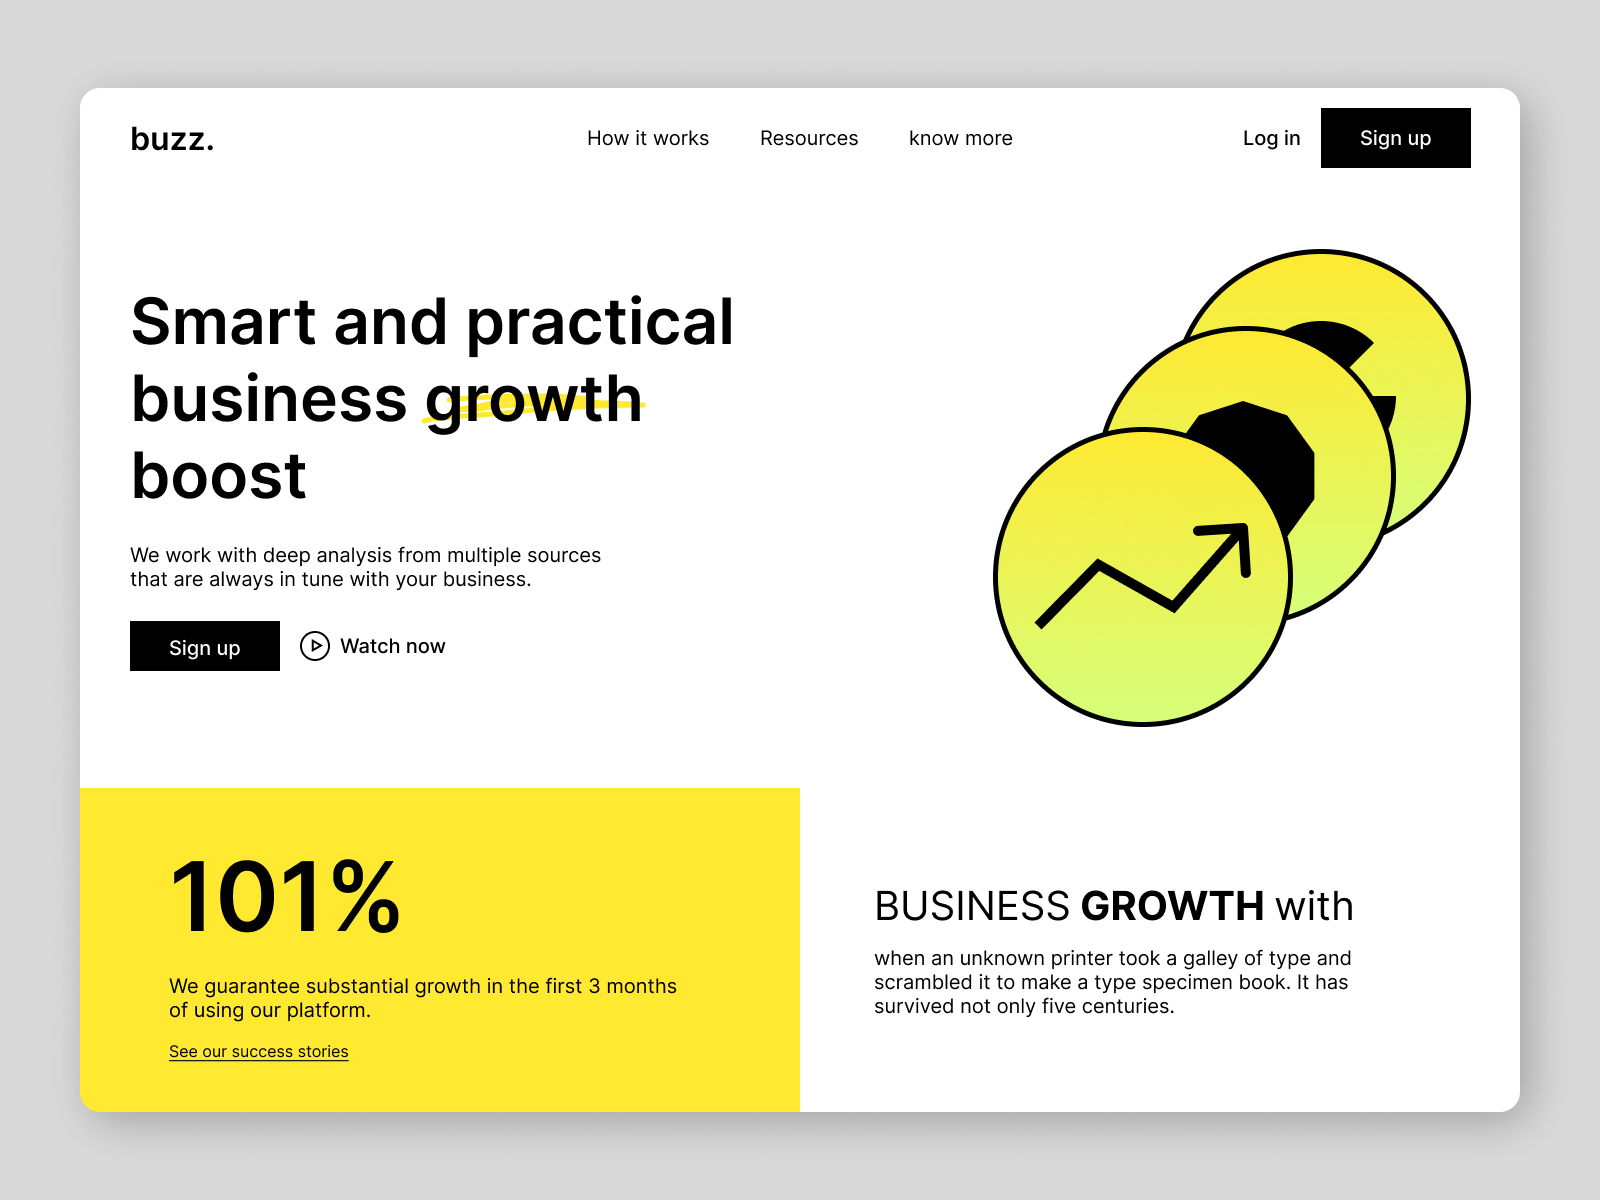 buzz.
How it works
Resources
know more
Log in
Sign up
Smart and practical
business growth
boost
We work with deep analysis from multiple sources
that are always in tune with your business.
Sign up
Watch now
101%
We guarantee substantial growth in the first 3 months
of using our platform.
See our success stories
BUSINESS GROWTH with
when an unknown printer took a galley of type and
scrambled it to make a type specimen book. It has
survived not only five centuries.